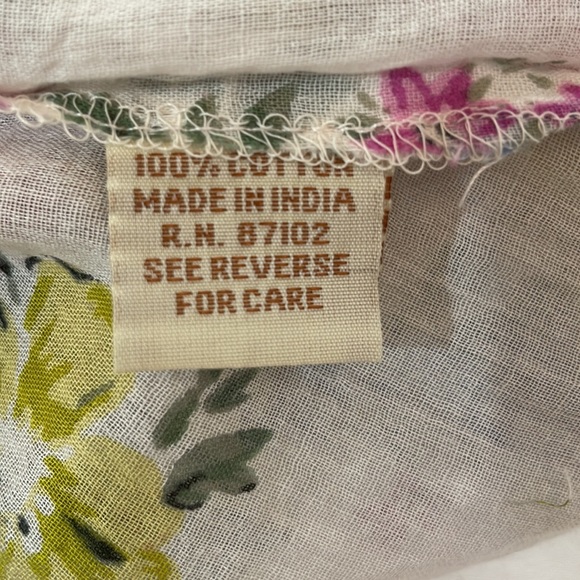 100% COTTON
MADE IN INDIA
R.N. 87102
SEE REVERSE
FOR CARE